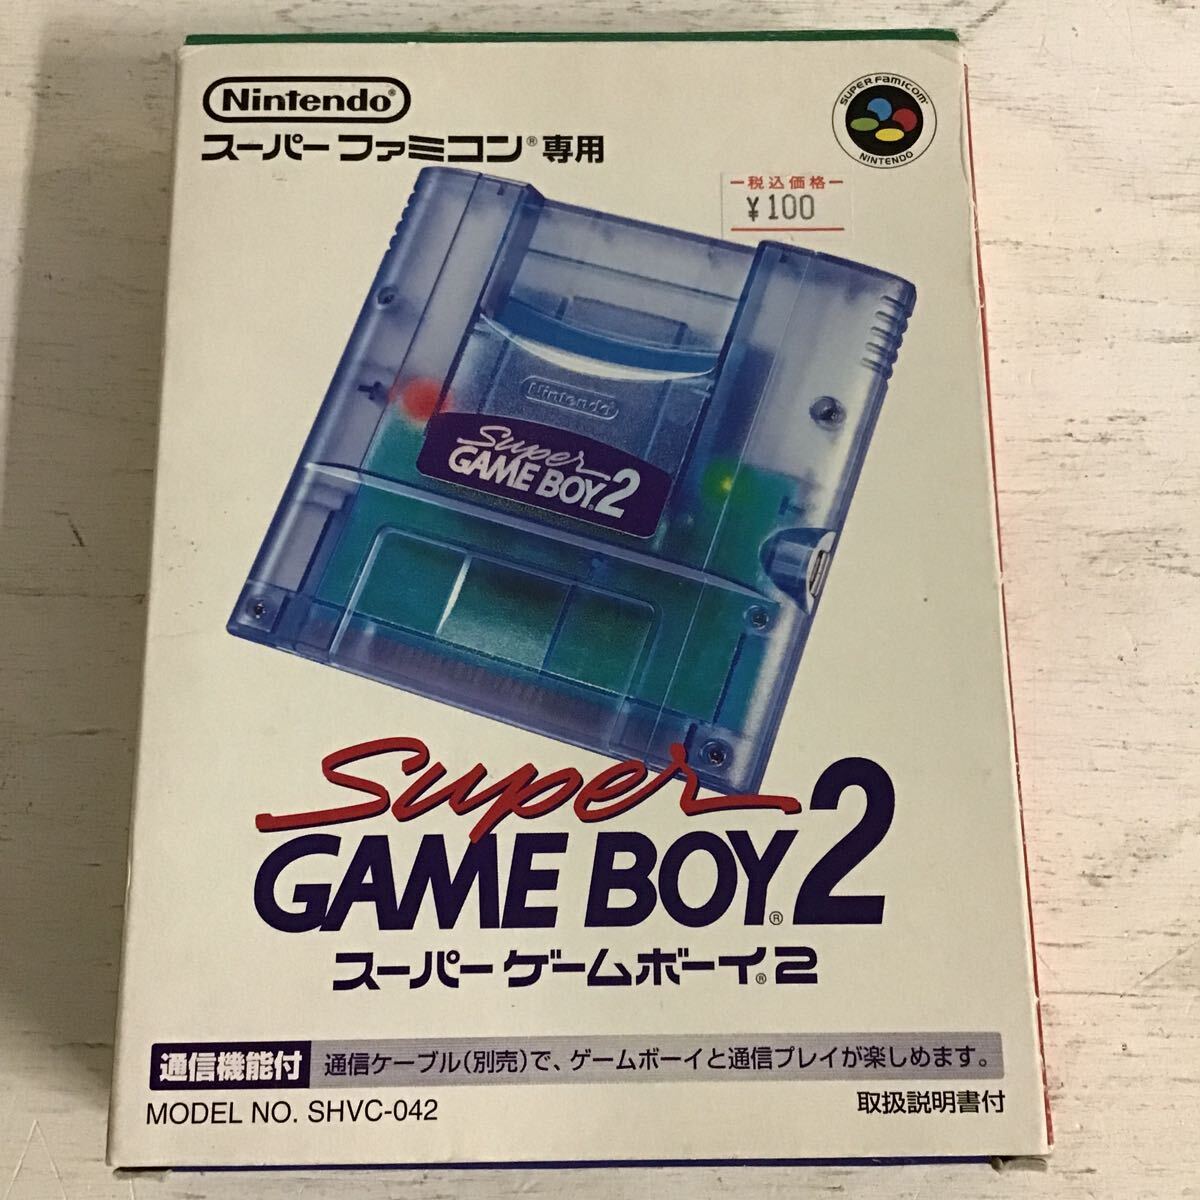 Nintendo®
スーパーファミコン®専用
SUPER FAMICOM
NINTENDO
税込価格
¥100
Nintendo
Super
GAME BOY®2
Super
GAME BOY®2
スーパーゲームボーイ®2
通信機能付 通信ケーブル(別売)で、ゲームボーイと通信プレイが楽しめます。
MODEL NO. SHVC-042
取扱説明書付